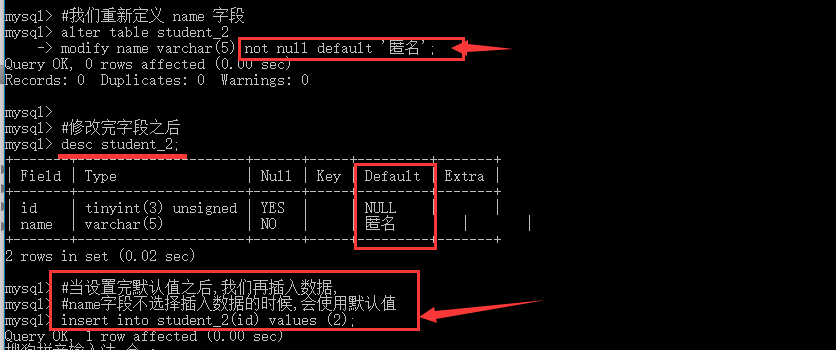 mysql> #我们重新定义 name 字段
mysql> alter table student_2
    -> modify name varchar(5) not null default '匿名';
Query OK, 0 rows affected (0.00 sec)
Records: 0  Duplicates: 0  Warnings: 0
mysql>
mysql> #修改完字段之后
mysql> desc student_2;
+-------+---------------------+------+-----+---------+-------+
| Field | Type                | Null | Key | Default | Extra |
+-------+---------------------+------+-----+---------+-------+
| id    | tinyint(3) unsigned | YES  |     | NULL    |       |
| name  | varchar(5)          | NO   |     | 匿名    |       |
+-------+---------------------+------+-----+---------+-------+
2 rows in set (0.02 sec)
mysql> #当设置完默认值之后,我们再插入数据,
mysql> #name字段不选择插入数据的时候,会使用默认值
mysql> insert into student_2(id) values (2);
Query OK, 1 row affected (0.00 sec)